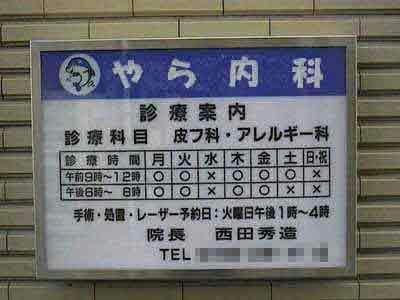 やら内科
診療案内
診療科目 皮フ科・アレルギー科
診療時間 月 火 水 木 金 土 日・祝
午前9時～12時 ○ ○ × ○ ○ ○ ×
午後6時～8時 ○ ○ × ○ ○ × ×
手術・処置・レーザー予約日：火曜日午後1時～4時
院長 西田秀造
TEL